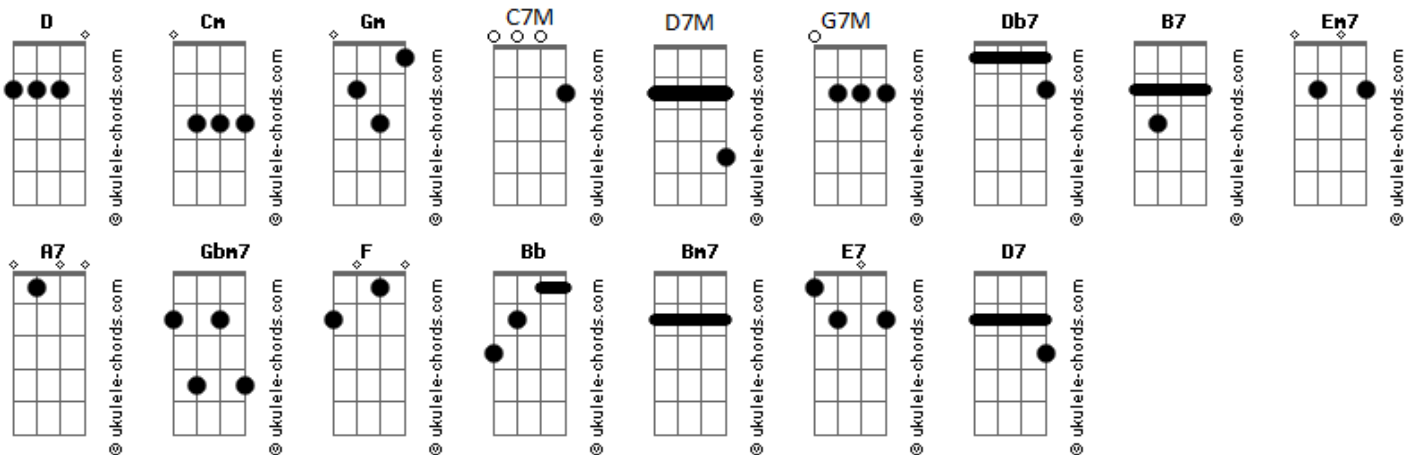 D Cm Gm C7M D7M G7M Db7 B7 Em7
© ukulele-chords.com © ukulele-chords.com © ukulele-chords.com © ukulele-chords.com © ukulele-chords.com © ukulele-chords.com © ukulele-chords.com © ukulele-chords.com © ukulele-chords.com
A7 Gbm7 F Bb Bm7 E7 D7
© ukulele-chords.com © ukulele-chords.com © ukulele-chords.com © ukulele-chords.com © ukulele-chords.com © ukulele-chords.com © ukulele-chords.com